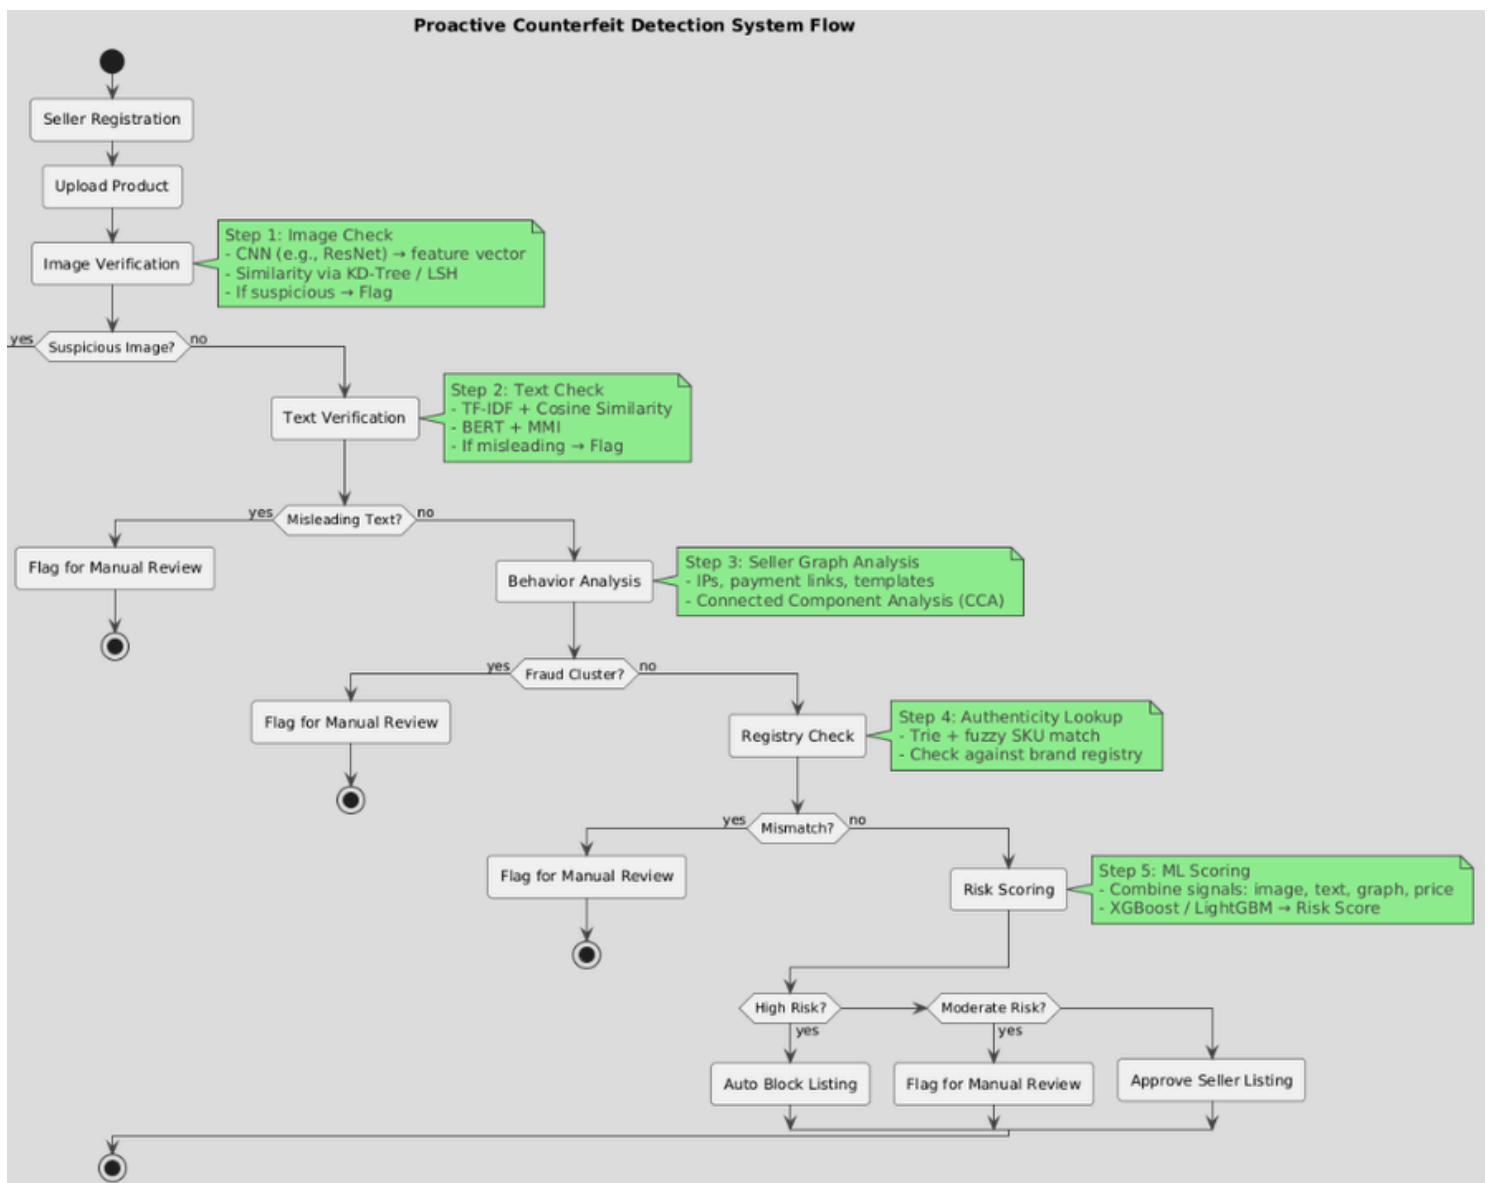 Proactive Counterfeit Detection System Flow
Seller Registration
Upload Product
Image Verification
Step 1: Image Check
- CNN (e.g., ResNet) → feature vector
- Similarity via KD-Tree / LSH
- If suspicious → Flag
yes
Suspicious Image?
no
Text Verification
Step 2: Text Check
- TF-IDF + Cosine Similarity
- BERT + MMI
- If misleading → Flag
yes
Misleading Text?
no
Flag for Manual Review
Behavior Analysis
Step 3: Seller Graph Analysis
- IPs, payment links, templates
- Connected Component Analysis (CCA)
yes
Fraud Cluster?
no
Flag for Manual Review
Registry Check
Step 4: Authenticity Lookup
- Trie + fuzzy SKU match
- Check against brand registry
yes
Mismatch?
no
Flag for Manual Review
Risk Scoring
Step 5: ML Scoring
- Combine signals: image, text, graph, price
- XGBoost / LightGBM → Risk Score
High Risk?
Moderate Risk?
yes
yes
Auto Block Listing
Flag for Manual Review
Approve Seller Listing